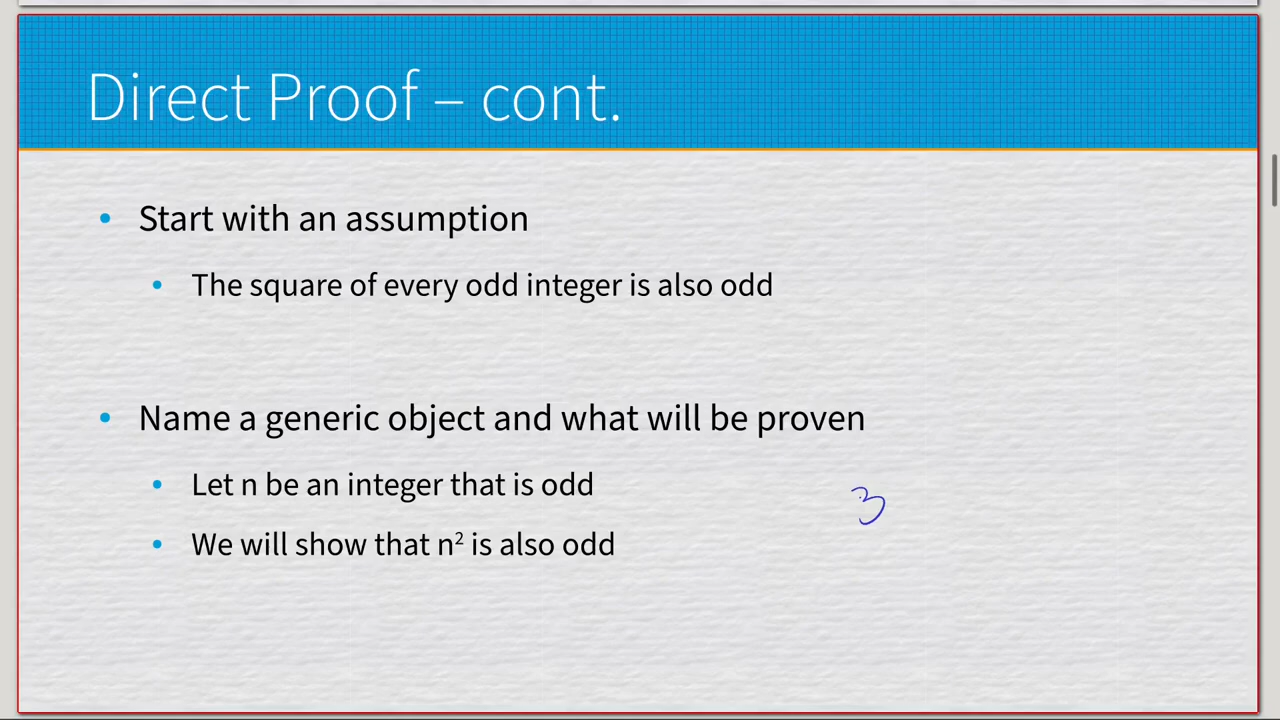 Direct Proof – cont.
• Start with an assumption
• The square of every odd integer is also odd
• Name a generic object and what will be proven
• Let n be an integer that is odd
3
• We will show that n² is also odd